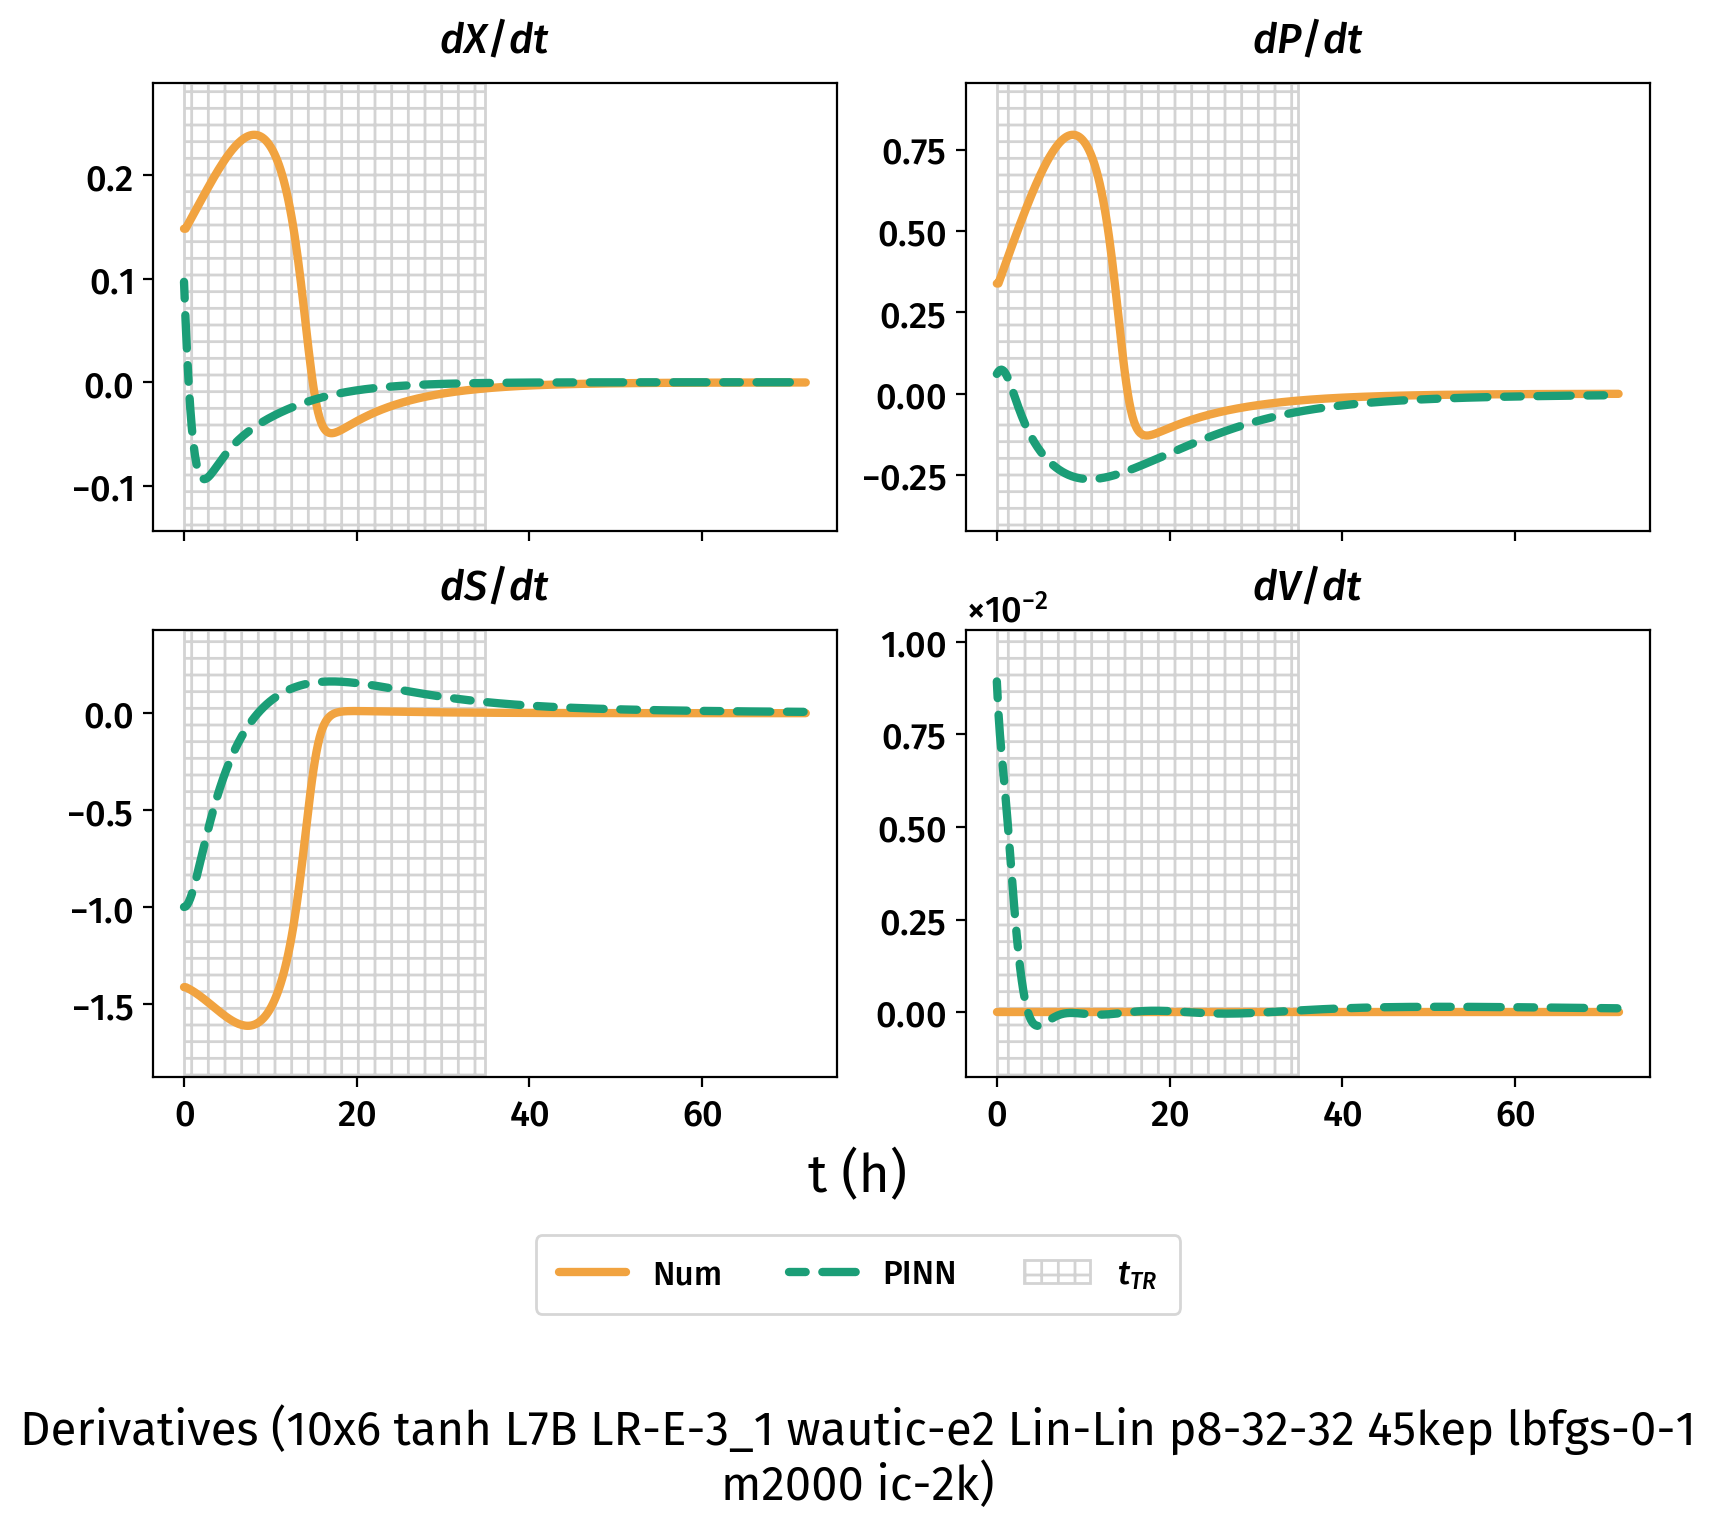 dX/dt
dP/dt
0.2
0.1
0.0
−0.1
0.75
0.50
0.25
0.00
−0.25
dS/dt
dV/dt
×10⁻²
0.0
−0.5
−1.0
−1.5
1.00
0.75
0.50
0.25
0.00
0 20 40 60
0 20 40 60
t (h)
Num PINN t_TR
Derivatives (10x6 tanh L7B LR-E-3_1 wautic-e2 Lin-Lin p8-32-32 45kep lbfgs-0-1
m2000 ic-2k)